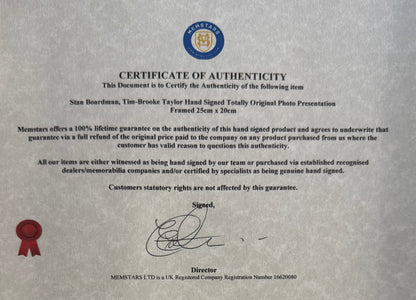 MEMSTARS
CERTIFICATE OF AUTHENTICITY
This Document is to Certify the Authenticity of the following item
Stan Boardman, Tim-Brooke Taylor Hand Signed Totally Original Photo Presentation
Framed 25cm x 20cm
Memstars offers a 100% lifetime guarantee on the authenticity of this hand signed product and agrees to underwrite that
guarantee via a full refund of the original price paid to the company on any product purchased from us where the
customer has valid reason to questions this authenticity.
All our items are either witnessed as being hand signed by our team or purchased via established recognised
dealers/memorabilia companies and/or certified by specialists as being genuine hand signed.
Customers statutory rights are not affected by this guarantee.
Signed,
Director
MEMSTARS LTD is a UK Registered Company Registration Number 16620080